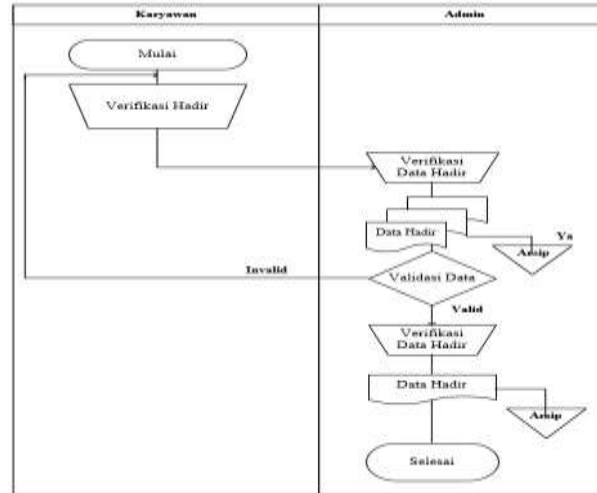 Karyawan
Admin
Mulai
Verifikasi Hadir
Verifikasi
Data Hadir
Data Hadir
Ya
Arsip
Invalid
Validasi Data
Valid
Verifikasi
Data Hadir
Data Hadir
Arsip
Selesai